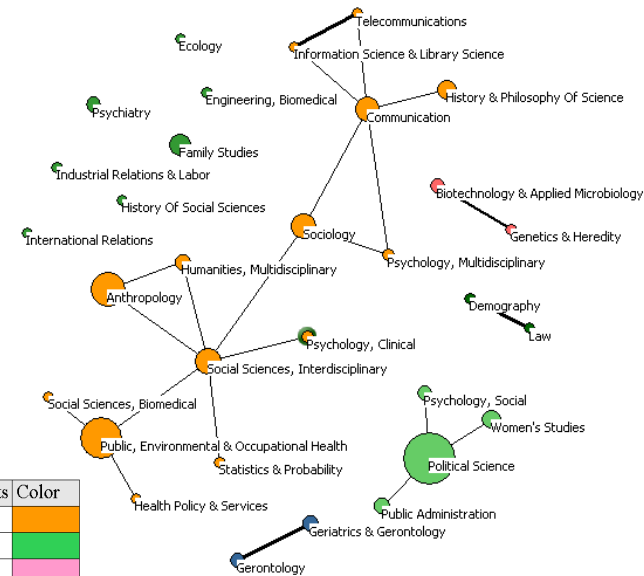 Telecommunications
Ecology
Information Science & Library Science
Engineering, Biomedical
History & Philosophy Of Science
Psychiatry
Communication
Family Studies
Industrial Relations & Labor
Biotechnology & Applied Microbiology
History Of Social Sciences
Sociology
Genetics & Heredity
International Relations
Psychology, Multidisciplinary
Humanities, Multidisciplinary
Anthropology
Demography
Law
Psychology, Clinical
Social Sciences, Interdisciplinary
Psychology, Social
Social Sciences, Biomedical
Women's Studies
Public, Environmental & Occupational Health
Political Science
Statistics & Probability
Color
Health Policy & Services
Public Administration
Geriatrics & Gerontology
Gerontology